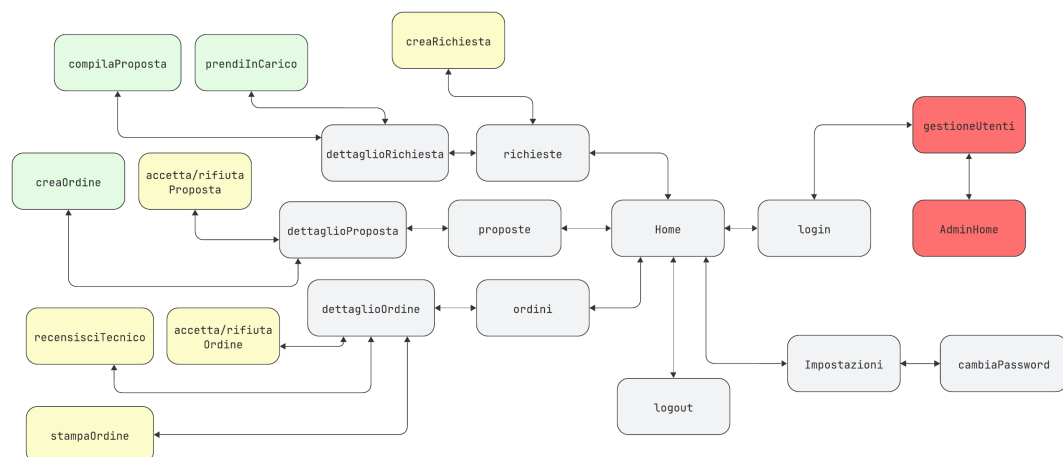 creaRichiesta
compilaProposta
prendiInCarico
gestioneUtenti
dettaglioRichiesta
richieste
accetta/rifiuta
Proposta
creaOrdine
dettaglioProposta
proposte
Home
login
AdminHome
dettaglioOrdine
ordini
recensisciTecnico
accetta/rifiuta
Ordine
Impostazioni
cambiaPassword
logout
stampaOrdine